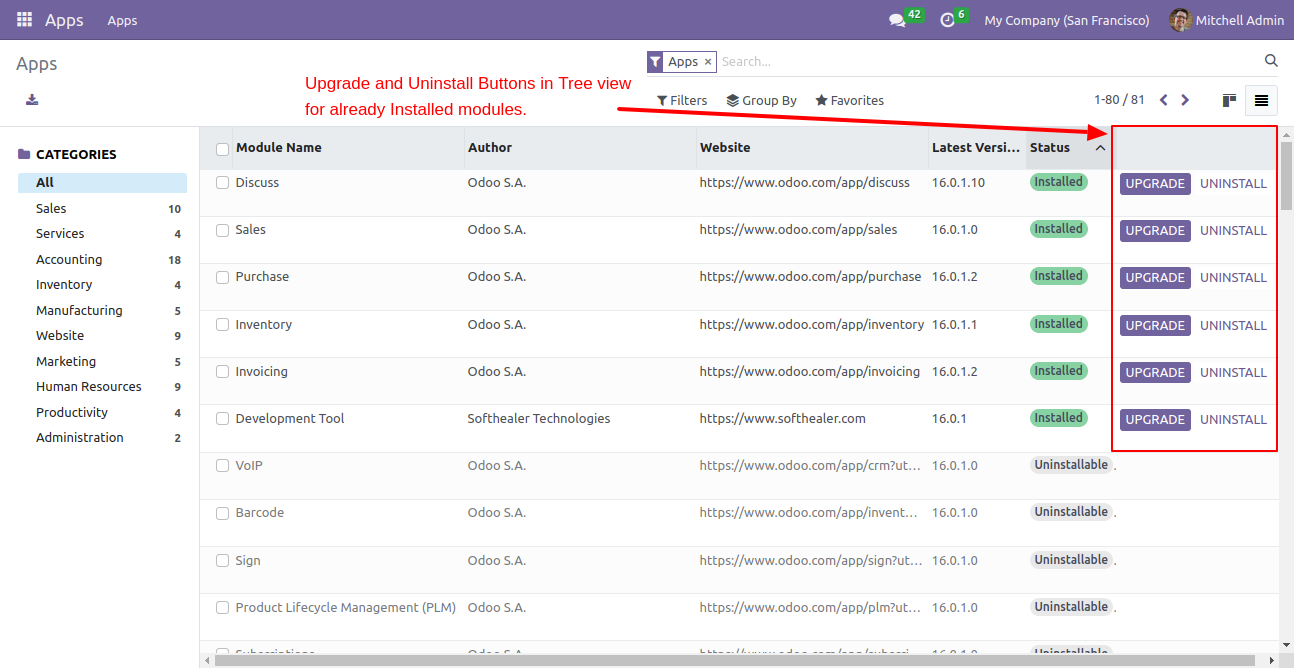 Apps Apps 42 6 My Company (San Francisco) Mitchell Admin
Apps Apps × Search...
Upgrade and Uninstall Buttons in Tree view
for already Installed modules.
Filters Group By Favorites 1-80 / 81
CATEGORIES
All
Sales 10
Services 4
Accounting 18
Inventory 4
Manufacturing 5
Website 9
Marketing 5
Human Resources 9
Productivity 4
Administration 2
Module Name Author Website Latest Versi... Status
Discuss Odoo S.A. https://www.odoo.com/app/discuss 16.0.1.10 Installed UPGRADE UNINSTALL
Sales Odoo S.A. https://www.odoo.com/app/sales 16.0.1.0 Installed UPGRADE UNINSTALL
Purchase Odoo S.A. https://www.odoo.com/app/purchase 16.0.1.2 Installed UPGRADE UNINSTALL
Inventory Odoo S.A. https://www.odoo.com/app/inventory 16.0.1.1 Installed UPGRADE UNINSTALL
Invoicing Odoo S.A. https://www.odoo.com/app/invoicing 16.0.1.2 Installed UPGRADE UNINSTALL
Development Tool Softhealer Technologies https://www.softhealer.com 16.0.1 Installed UPGRADE UNINSTALL
VoIP Odoo S.A. https://www.odoo.com/app/crm?ut... 16.0.1.0 Uninstallable .
Barcode Odoo S.A. https://www.odoo.com/app/invent... 16.0.1.0 Uninstallable .
Sign Odoo S.A. https://www.odoo.com/app/sign?ut... 16.0.1.0 Uninstallable .
Product Lifecycle Management (PLM) Odoo S.A. https://www.odoo.com/app/plm?ut... 16.0.1.0 Uninstallable .